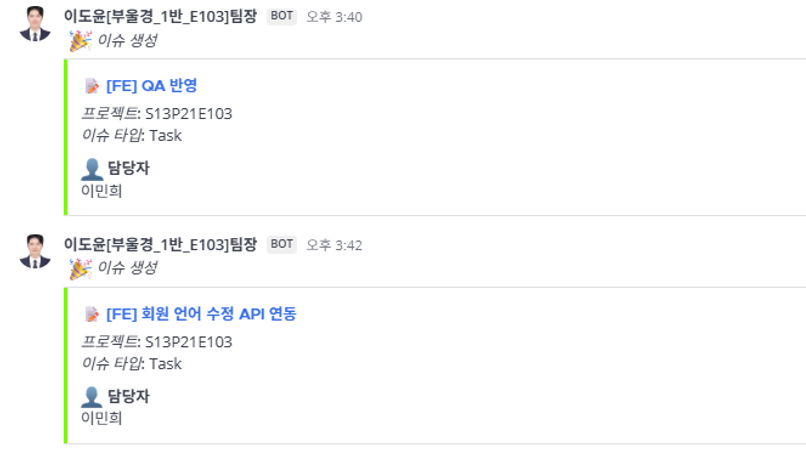 이도윤[부울경_1반_E103]팀장 BOT 오후 3:40
이슈 생성
[FE] QA 반영
프로젝트: S13P21E103
이슈 타입: Task
담당자
이민희
이도윤[부울경_1반_E103]팀장 BOT 오후 3:42
이슈 생성
[FE] 회원 언어 수정 API 연동
프로젝트: S13P21E103
이슈 타입: Task
담당자
이민희